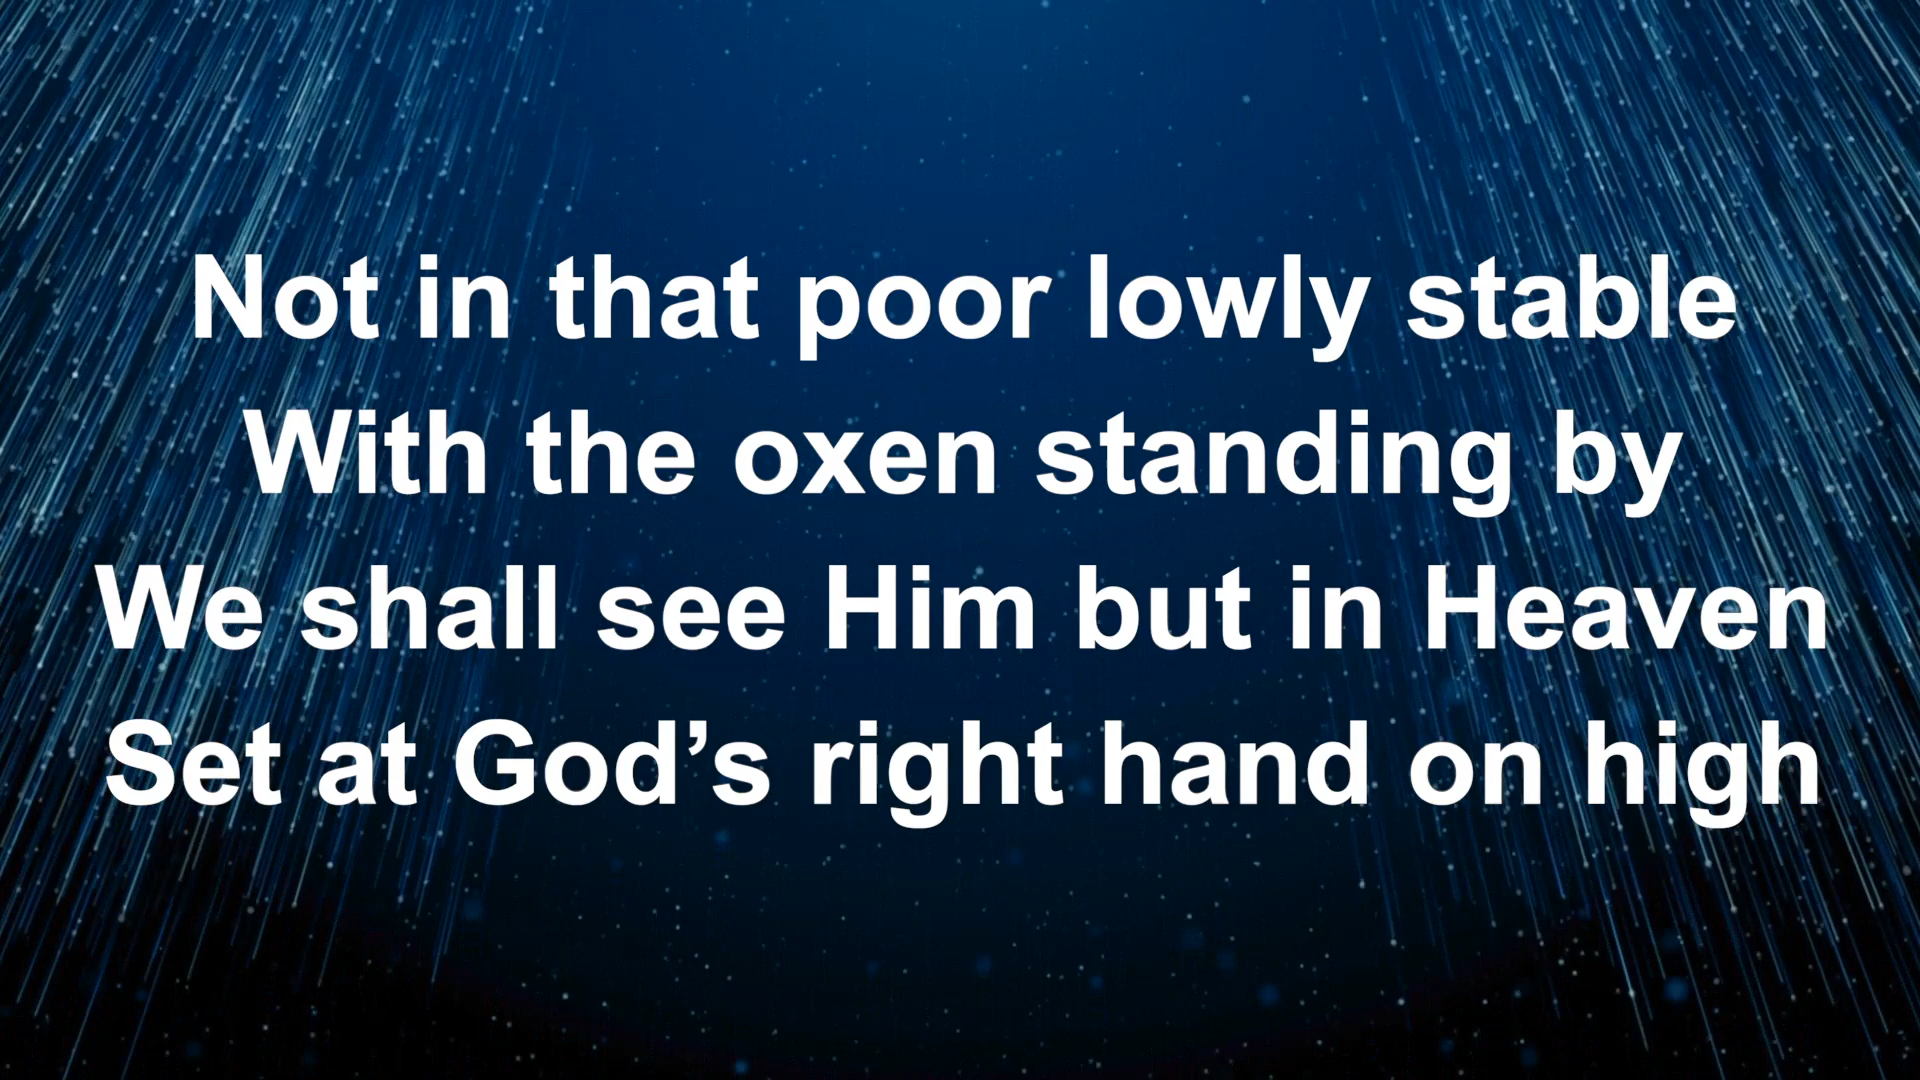 Not in that poor lowly stable
With the oxen standing by
We shall see Him but in Heaven
Set at God’s right hand on high